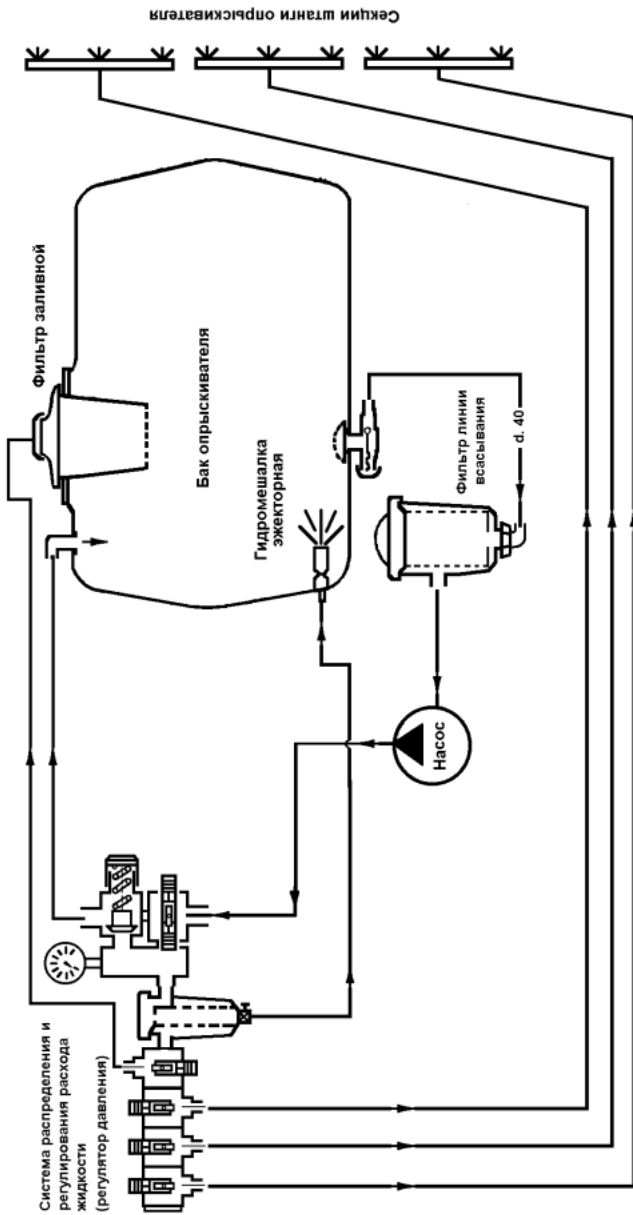 Секции штанги опрыскивателя
Фильтр заливной
Бак опрыскивателя
Гидромешалка
эжекторная
Фильтр линии
всасывания
d. 40
Насос
Система распределения и
регулирования расхода
жидкости
(регулятор давления)